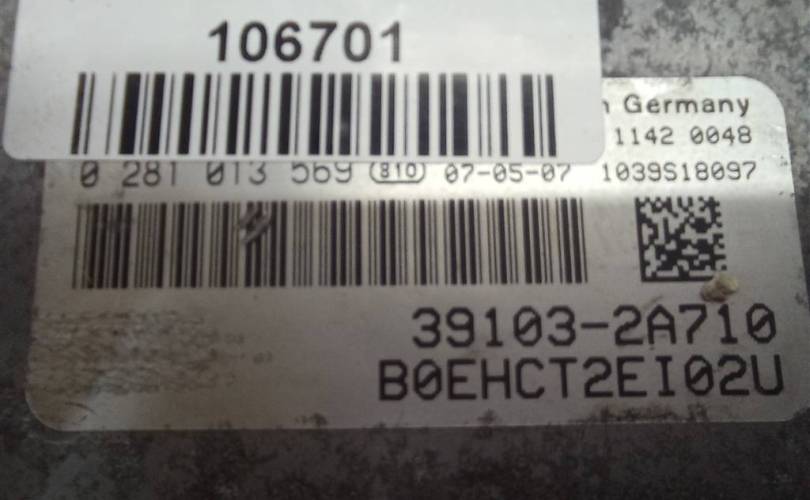 106701
n Germany
1142 0048
0 281 013 569 810 07-05-07 1039S18097
39103-2A710
B0EHCT2EI02U